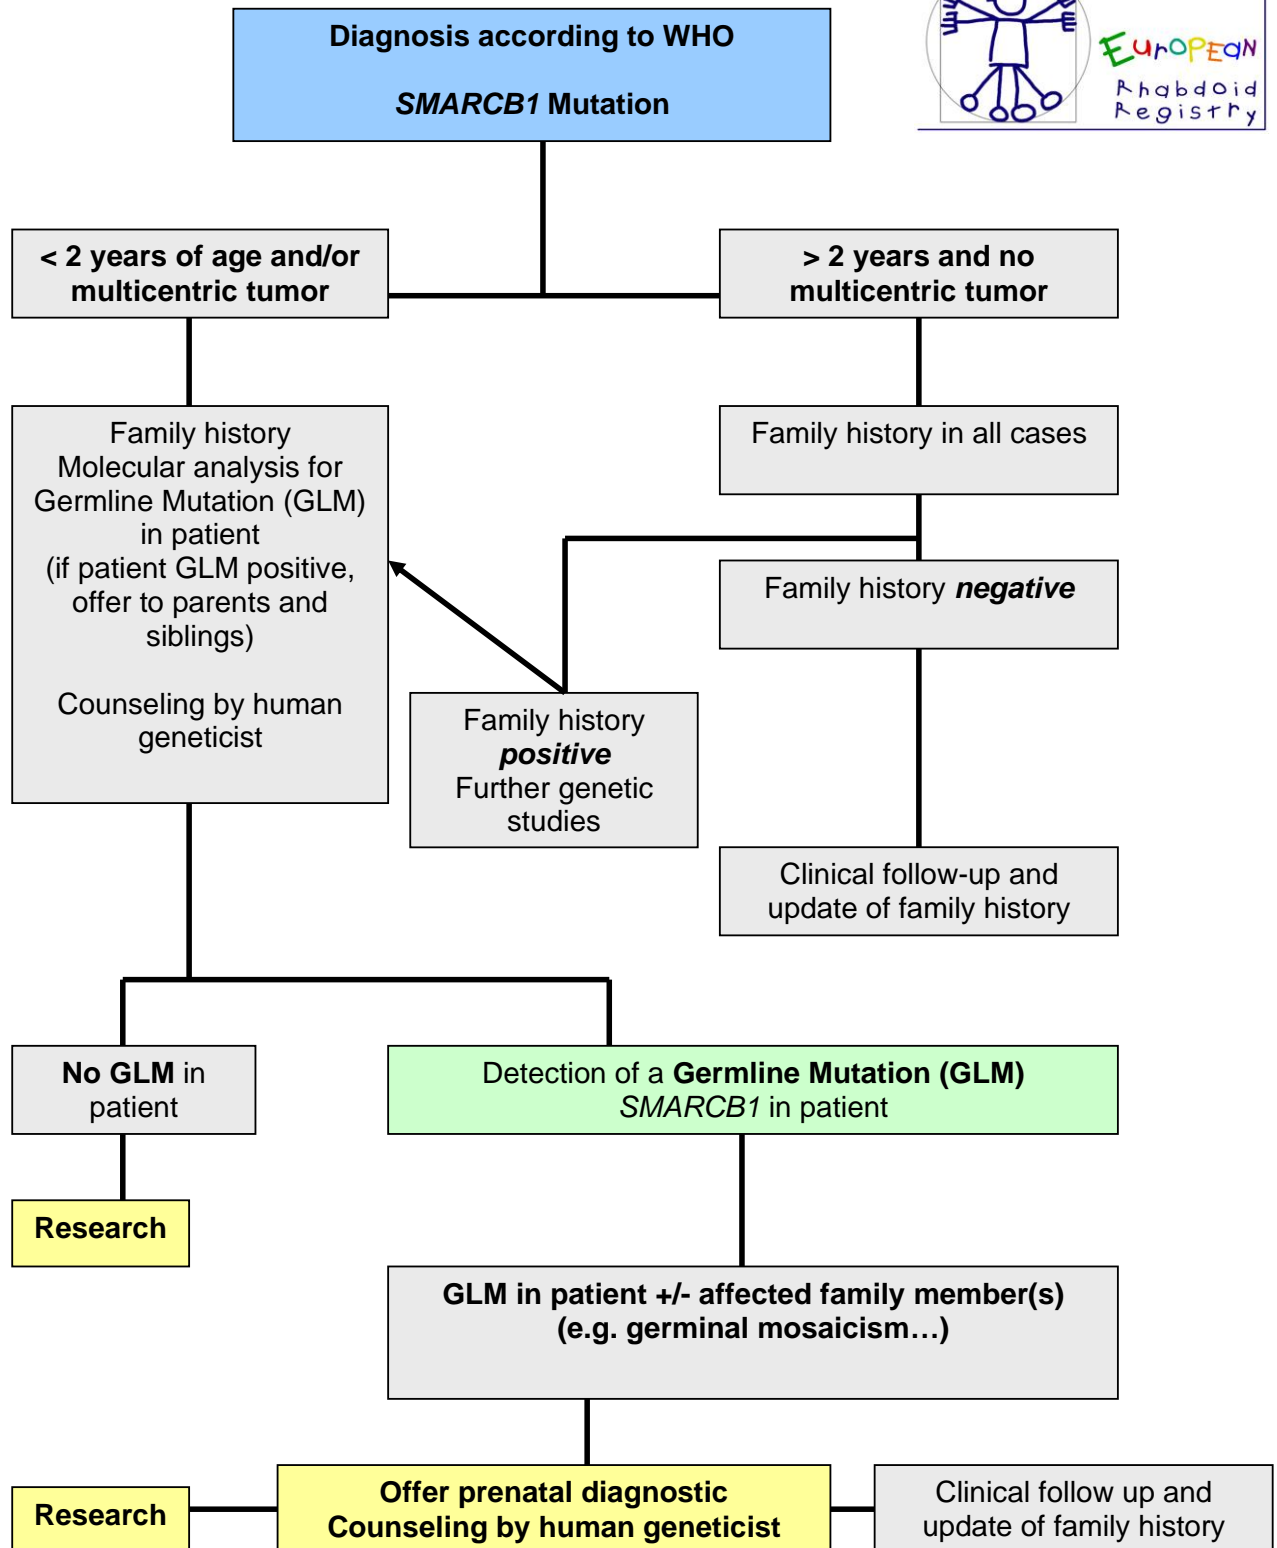 Diagnosis according to WHO
SMARCB1 Mutation
EuropEan
Rhabdoid
Registry
< 2 years of age and/or
multicentric tumor
> 2 years and no
multicentric tumor
Family history
Molecular analysis for
Germline Mutation (GLM)
in patient
(if patient GLM positive,
offer to parents and
siblings)
Counseling by human
geneticist
Family history in all cases
Family history negative
Family history
positive
Further genetic
studies
Clinical follow-up and
update of family history
No GLM in
patient
Detection of a Germline Mutation (GLM)
SMARCB1 in patient
Research
GLM in patient +/- affected family member(s)
(e.g. germinal mosaicism…)
Research
Offer prenatal diagnostic
Counseling by human geneticist
Clinical follow up and
update of family history